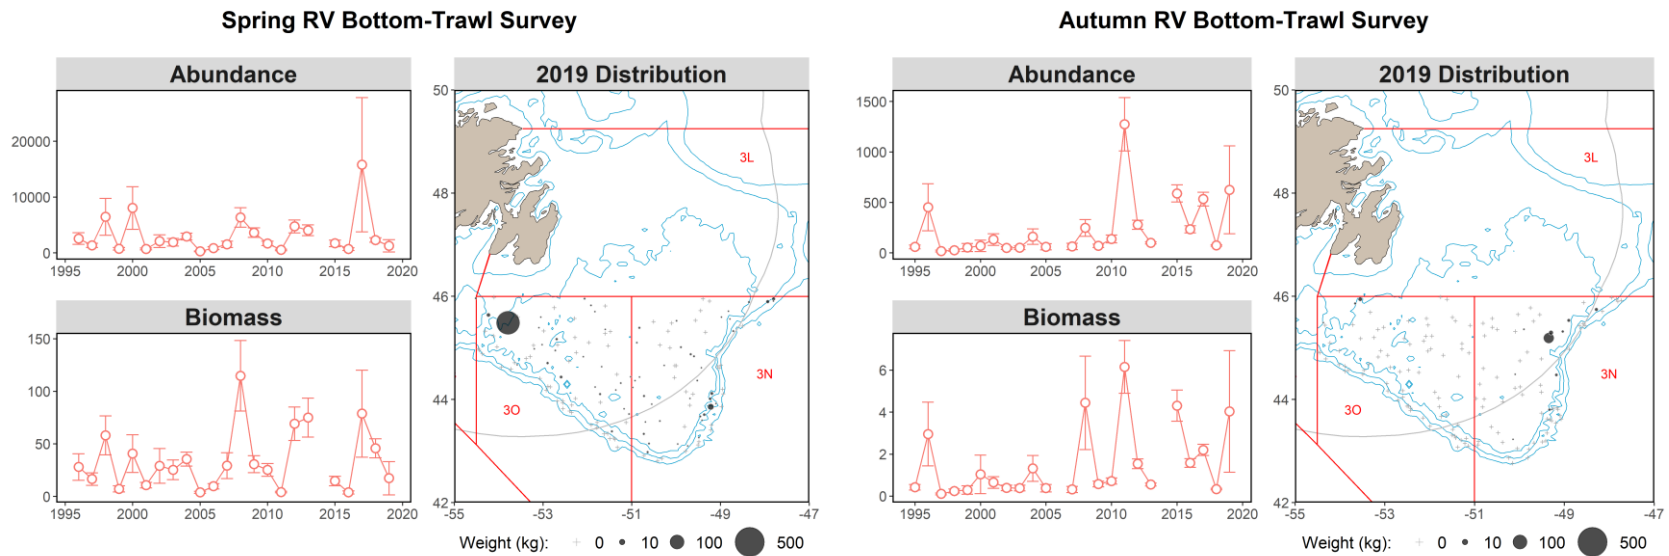 Spring RV Bottom-Trawl Survey
Autumn RV Bottom-Trawl Survey
Abundance
20000
10000
0
1995 2000 2005 2010 2015 2020
Biomass
150
100
50
0
1995 2000 2005 2010 2015 2020
2019 Distribution
50
48
46
44
42
3L
3O
3N
-55 -53 -51 -49 -47
Weight (kg): 0 10 100 500
Abundance
1500
1000
500
0
1995 2000 2005 2010 2015 2020
Biomass
6
4
2
0
1995 2000 2005 2010 2015 2020
2019 Distribution
50
48
46
44
42
3L
3O
3N
-55 -53 -51 -49 -47
Weight (kg): 0 10 100 500